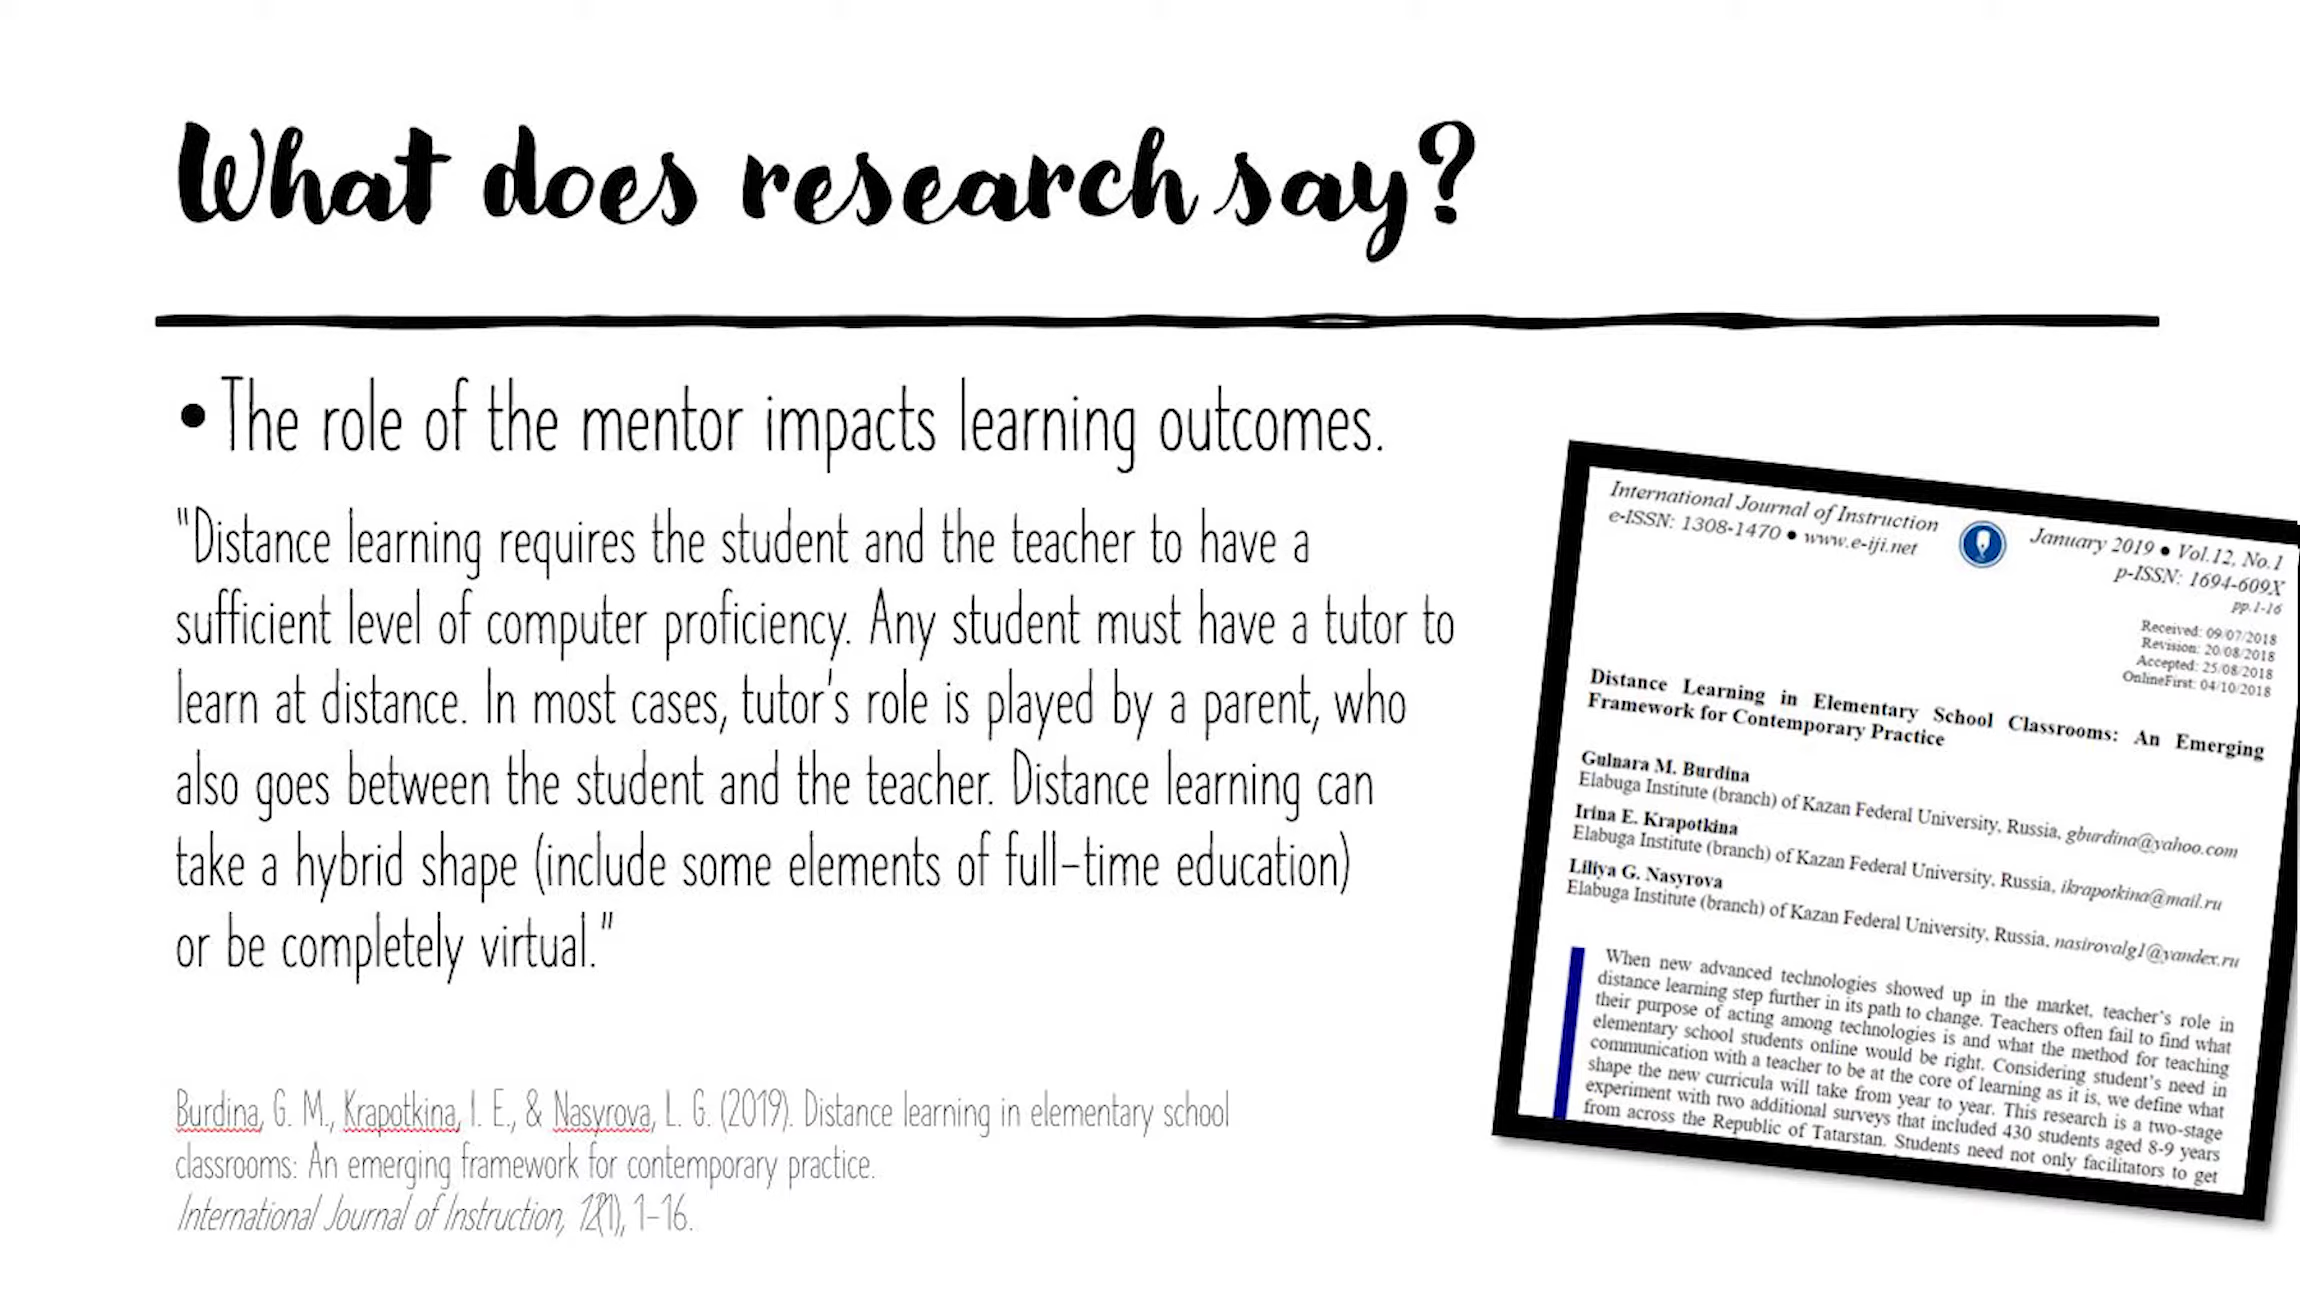 What does research say?
• The role of the mentor impacts learning outcomes.
"Distance learning requires the student and the teacher to have a
sufficient level of computer proficiency. Any student must have a tutor to
learn at distance. In most cases, tutor's role is played by a parent, who
also goes between the student and the teacher. Distance learning can
take a hybrid shape (include some elements of full-time education)
or be completely virtual."
Burdina, G. M., Krapotkina, I. E., & Nasyrova, L. G. (2019). Distance learning in elementary school
classrooms: An emerging framework for contemporary practice.
International Journal of Instruction, 12(1), 1-16.
International Journal of Instruction
e-ISSN: 1308-1470 ● www.e-iji.net
January 2019 ● Vol.12, No.1
p-ISSN: 1694-609X
pp.1-16
Received: 09/07/2018
Revision: 20/08/2018
Accepted: 25/08/2018
OnlineFirst: 04/10/2018
Distance Learning in Elementary School Classrooms: An Emerging
Framework for Contemporary Practice
Gulnara M. Burdina
Elabuga Institute (branch) of Kazan Federal University, Russia, gburdina@yahoo.com
Irina E. Krapotkina
Elabuga Institute (branch) of Kazan Federal University, Russia, ikrapotkina@mail.ru
Liliya G. Nasyrova
Elabuga Institute (branch) of Kazan Federal University, Russia, nasirovalg1@yandex.ru
When new advanced technologies showed up in the market, teacher's role in
distance learning step further in its path to change. Teachers often fail to find what
their purpose of acting among technologies is and what the method for teaching
elementary school students online would be right. Considering student's need in
communication with a teacher to be at the core of learning as it is, we define what
shape the new curricula will take from year to year. This research is a two-stage
experiment with two additional surveys that included 430 students aged 8-9 years
from across the Republic of Tatarstan. Students need not only facilitators to get